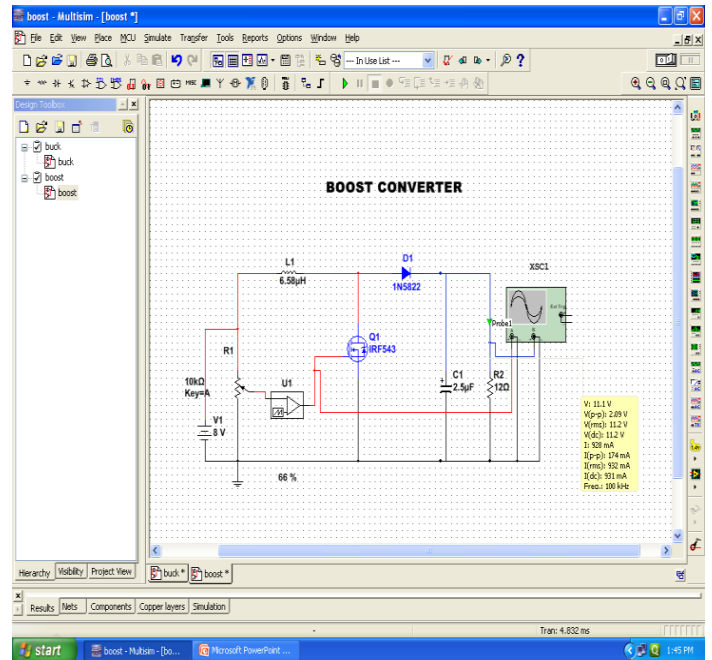 boost - Multisim - [boost *]
File Edit View Place MCU Simulate Transfer Tools Reports Options Window Help
--- In Use List ---
Design Toolbox
buck
buck
boost
boost
BOOST CONVERTER
L1
6.58µH
D1
1N5822
XSC1
Ext Trig
A B
Probe1
Q1
IRF543
R1
10kΩ
Key=A
U1
C1
2.5µF
R2
12Ω
V1
8 V
66 %
V: 11.1 V
V(p-p): 2.09 V
V(rms): 11.2 V
V(dc): 11.2 V
I: 928 mA
I(p-p): 174 mA
I(rms): 932 mA
I(dc): 931 mA
Freq.: 100 kHz
Hierarchy Visibility Project View
buck * boost *
Results Nets Components Copper layers Simulation
Tran: 4.832 ms
start
boost - Multisim - [bo...
Microsoft PowerPoint ...
1:45 PM